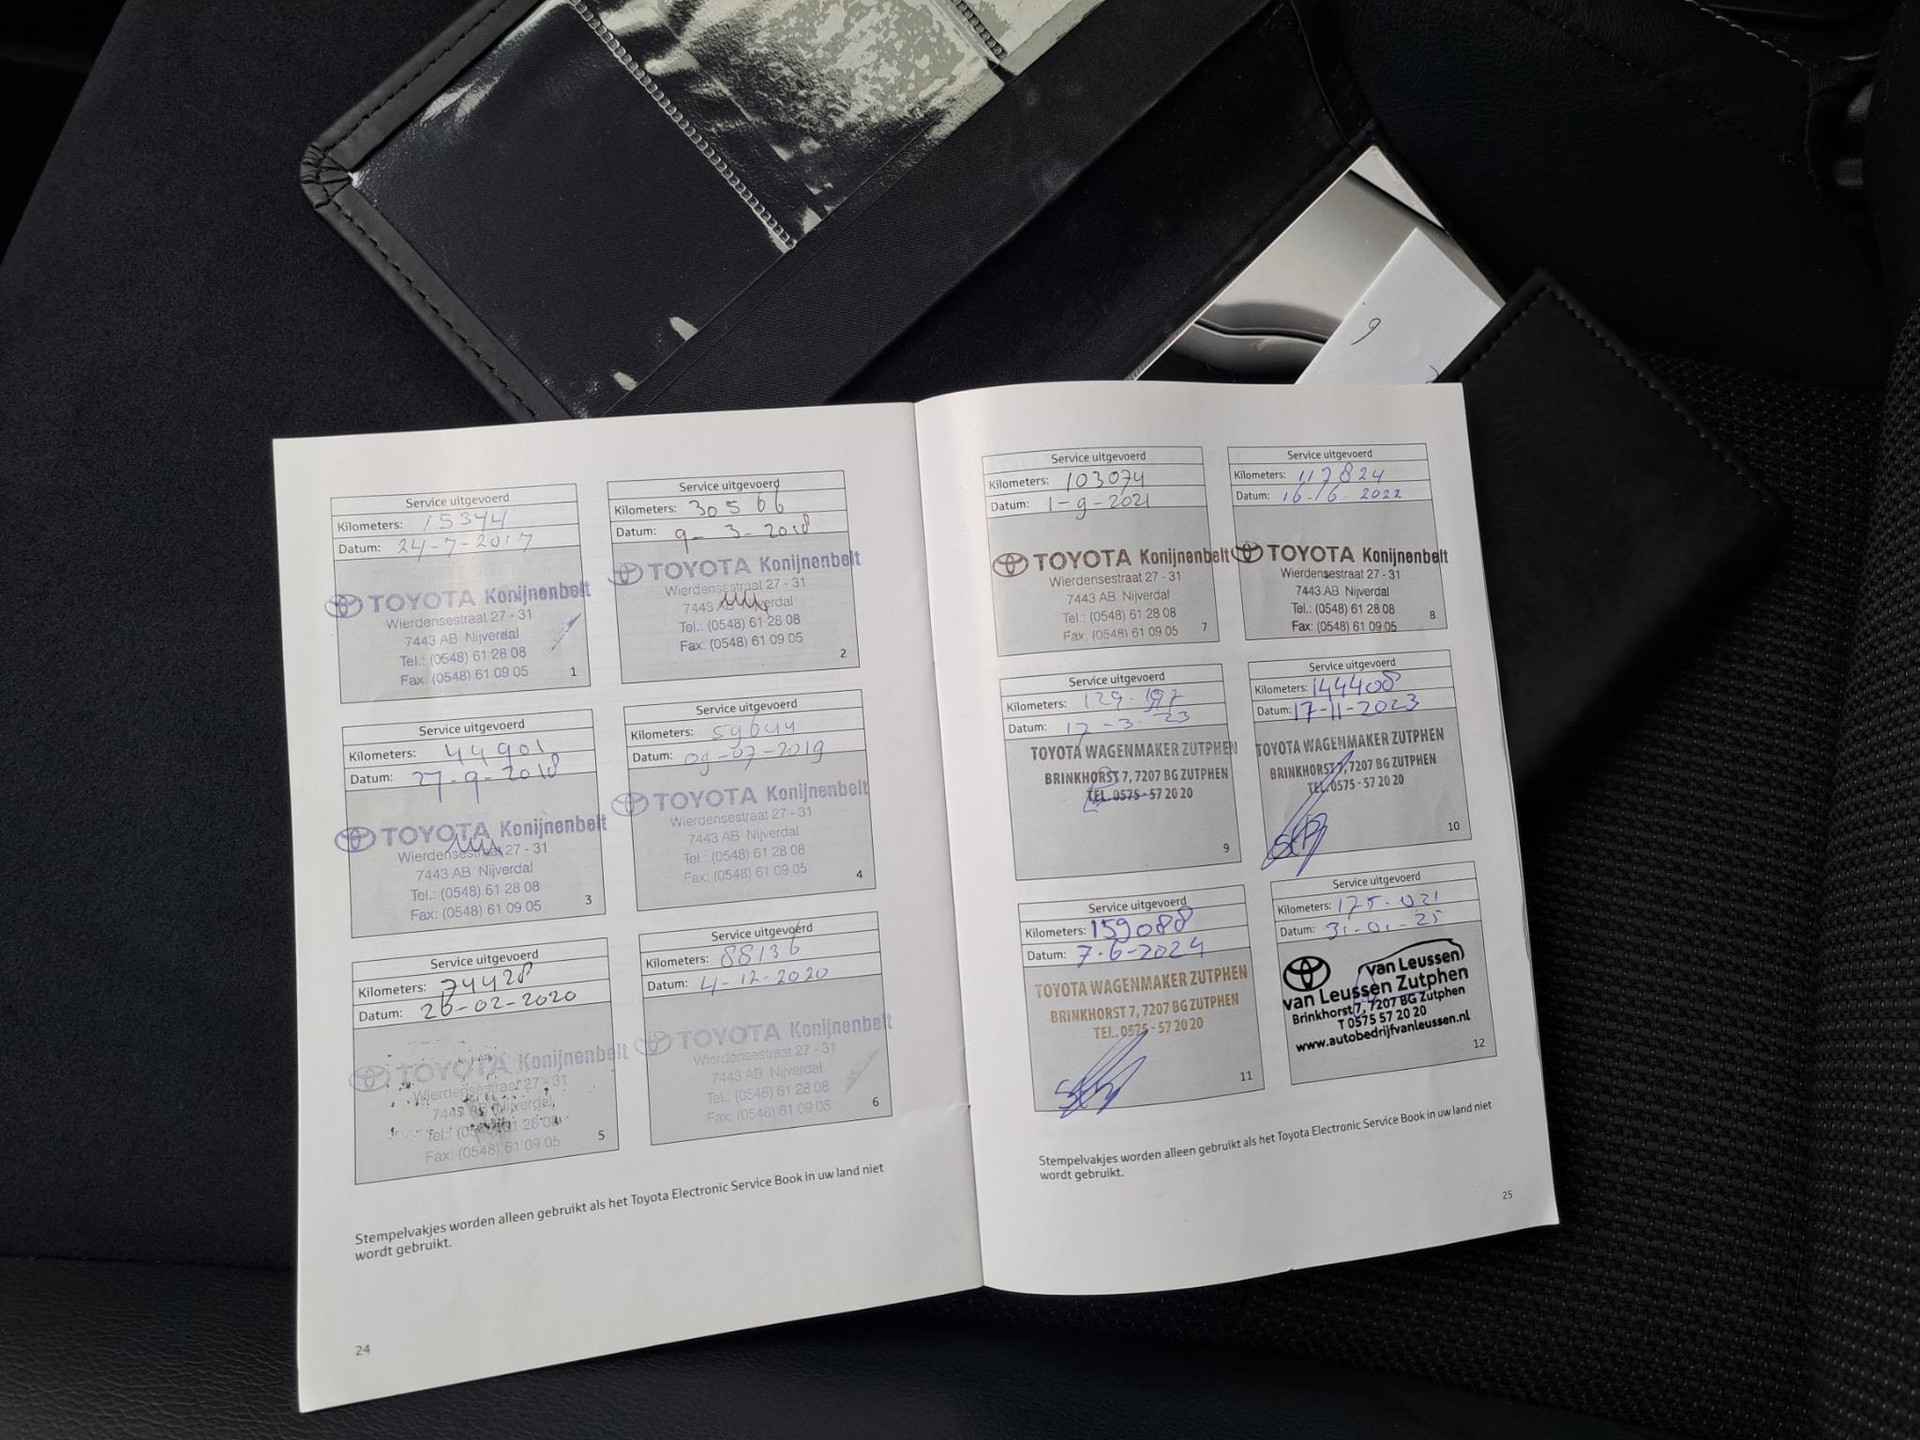 Service uitgevoerd
Kilometers: 15344
Datum: 24-7-2017
TOYOTA Konijnenbelt
Wierdensestraat 27 - 31
7443 AB Nijverdal
Tel.: (0548) 61 28 08
Fax: (0548) 61 09 05
1
Service uitgevoerd
Kilometers: 30566
Datum: 9-3-2018
TOYOTA Konijnenbelt
Wierdensestraat 27 - 31
7443 Nijverdal
Tel.: (0548) 61 28 08
Fax: (0548) 61 09 05
2
Service uitgevoerd
Kilometers: 44901
Datum: 27-9-2018
TOYOTA Konijnenbelt
Wierdensestraat 27 - 31
7443 AB Nijverdal
Tel.: (0548) 61 28 08
Fax: (0548) 61 09 05
3
Service uitgevoerd
Kilometers: 59644
Datum: 09-07-2019
TOYOTA Konijnenbelt
Wierdensestraat 27 - 31
7443 AB Nijverdal
Tel.: (0548) 61 28 08
Fax: (0548) 61 09 05
4
Service uitgevoerd
Kilometers: 74428
Datum: 26-02-2020
TOYOTA Konijnenbelt
Wierdensestraat 27 - 31
7443 AB Nijverdal
Tel.: (0548) 61 28 08
Fax: (0548) 61 09 05
5
Service uitgevoerd
Kilometers: 88136
Datum: 4-12-2020
TOYOTA Konijnenbelt
Wierdensestraat 27 - 31
7443 AB Nijverdal
Tel.: (0548) 61 28 08
Fax: (0548) 61 09 05
6
Stempelvakjes worden alleen gebruikt als het Toyota Electronic Service Book in uw land niet
wordt gebruikt.
24
Service uitgevoerd
Kilometers: 103074
Datum: 1-9-2021
TOYOTA Konijnenbelt
Wierdensestraat 27 - 31
7443 AB Nijverdal
Tel.: (0548) 61 28 08
Fax: (0548) 61 09 05
7
Service uitgevoerd
Kilometers: 117824
Datum: 16-6-2022
TOYOTA Konijnenbelt
Wierdensestraat 27 - 31
7443 AB Nijverdal
Tel.: (0548) 61 28 08
Fax: (0548) 61 09 05
8
Service uitgevoerd
Kilometers:
Datum: 17-3-23
TOYOTA WAGENMAKER ZUTPHEN
BRINKHORST 7, 7207 BG ZUTPHEN
TEL. 0575 - 57 20 20
9
Service uitgevoerd
Kilometers: 144408
Datum: 17-11-2023
TOYOTA WAGENMAKER ZUTPHEN
BRINKHORST 7, 7207 BG ZUTPHEN
TEL. 0575 - 57 20 20
10
Service uitgevoerd
Kilometers: 159088
Datum: 7-6-2024
TOYOTA WAGENMAKER ZUTPHEN
BRINKHORST 7, 7207 BG ZUTPHEN
TEL. 0575 - 57 20 20
11
Service uitgevoerd
Kilometers: 175.021
Datum: 31-01-25
van Leussen
van Leussen Zutphen
Brinkhorst 7, 7207 BG Zutphen
T 0575 57 20 20
www.autobedrijfvanleussen.nl
12
Stempelvakjes worden alleen gebruikt als het Toyota Electronic Service Book in uw land niet
wordt gebruikt.
25